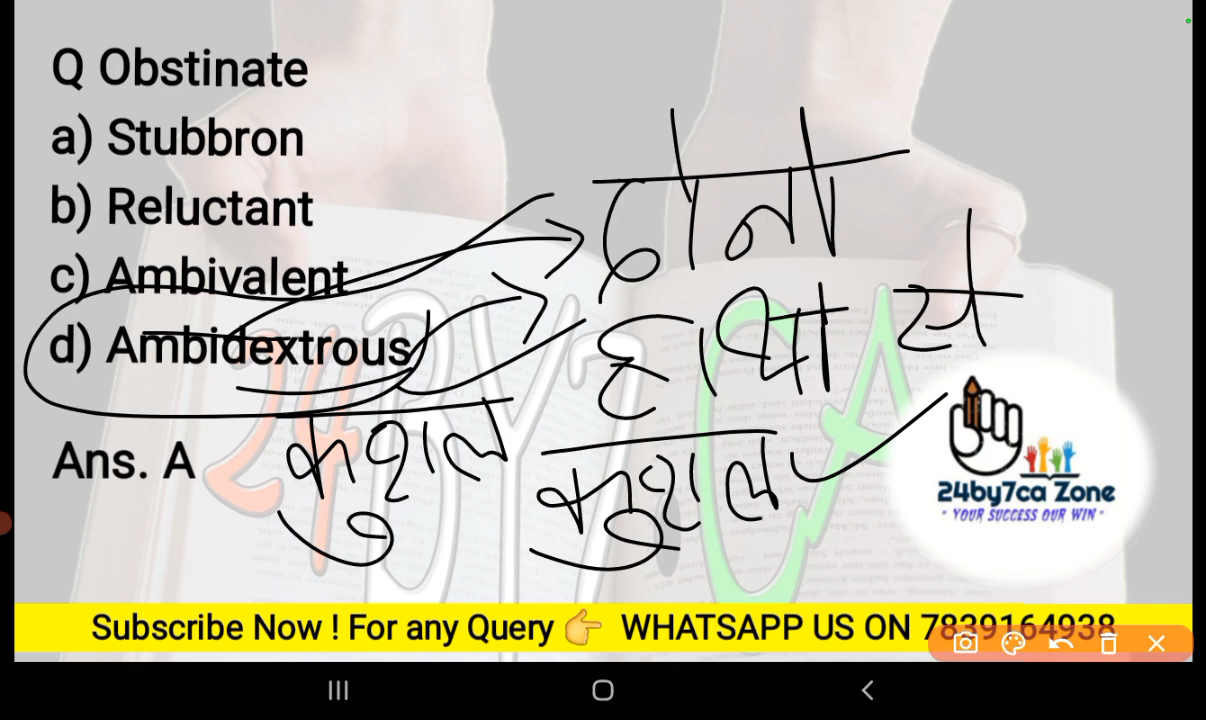 Q Obstinate
a) Stubbron
b) Reluctant
c) Ambivalent
d) Ambidextrous
Ans. A
दोनों
हाथों से
कुशल
कुशल
24BY7CA
24by7ca Zone
" YOUR SUCCESS OUR WIN "
Subscribe Now ! For any Query 👉 WHATSAPP US ON 7839164938